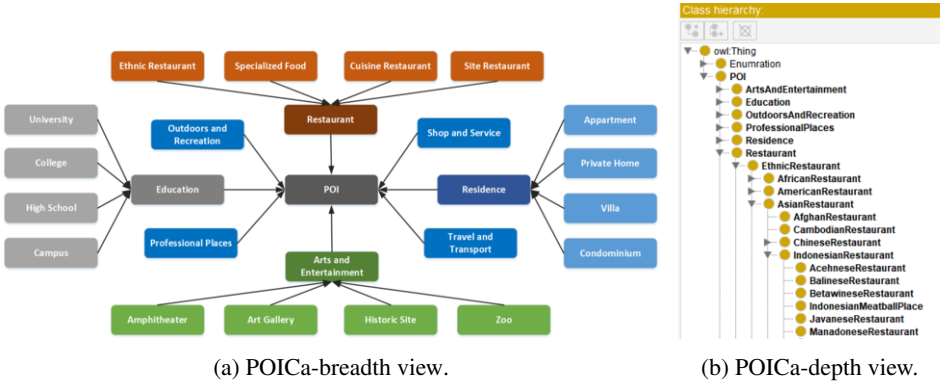 Ethnic Restaurant
Specialized Food
Cuisine Restaurant
Site Restaurant
Restaurant
University
College
High School
Campus
Outdoors and
Recreation
Education
Professional Places
POI
Shop and Service
Residence
Travel and
Transport
Appartment
Private Home
Villa
Condominium
Arts and
Entertainment
Amphitheater
Art Gallery
Historic Site
Zoo
(a) POICa-breadth view.
Class hierarchy:
owl:Thing
Enumration
POI
ArtsAndEntertainment
Education
OutdoorsAndRecreation
ProfessionalPlaces
Residence
Restaurant
EthnicRestaurant
AfricanRestaurant
AmericanRestaurant
AsianRestaurant
AfghanRestaurant
CambodianRestaurant
ChineseRestaurant
IndonesianRestaurant
AcehneseRestaurant
BalineseRestaurant
BetawineseRestaurant
IndonesianMeatballPlace
JavaneseRestaurant
ManadoneseRestaurant
(b) POICa-depth view.